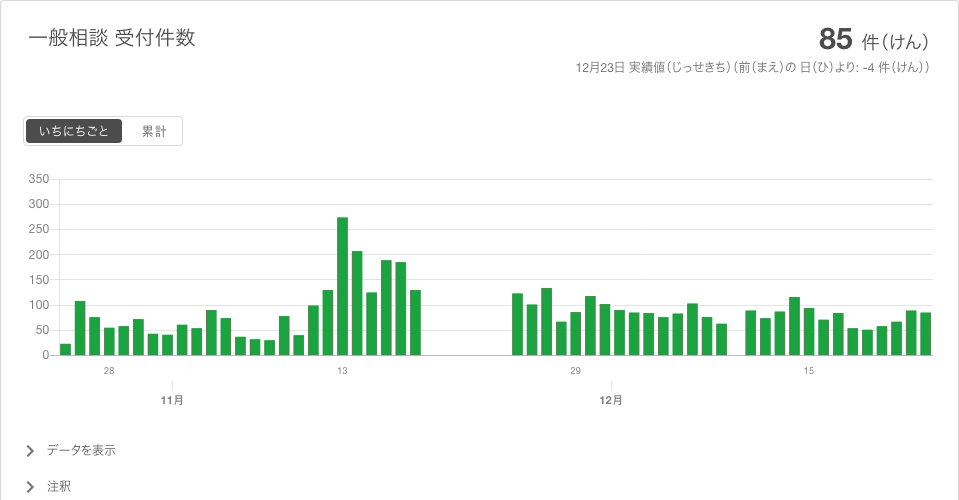 一般相談 受付件数
85 件（けん）
12月23日 実績値（じっせきち）（前（まえ）の 日（ひ）より: -4 件（けん））
いちにちごと 累計
350
300
250
200
150
100
50
0
28 13 29 15
11月 12月
データを表示
注釈